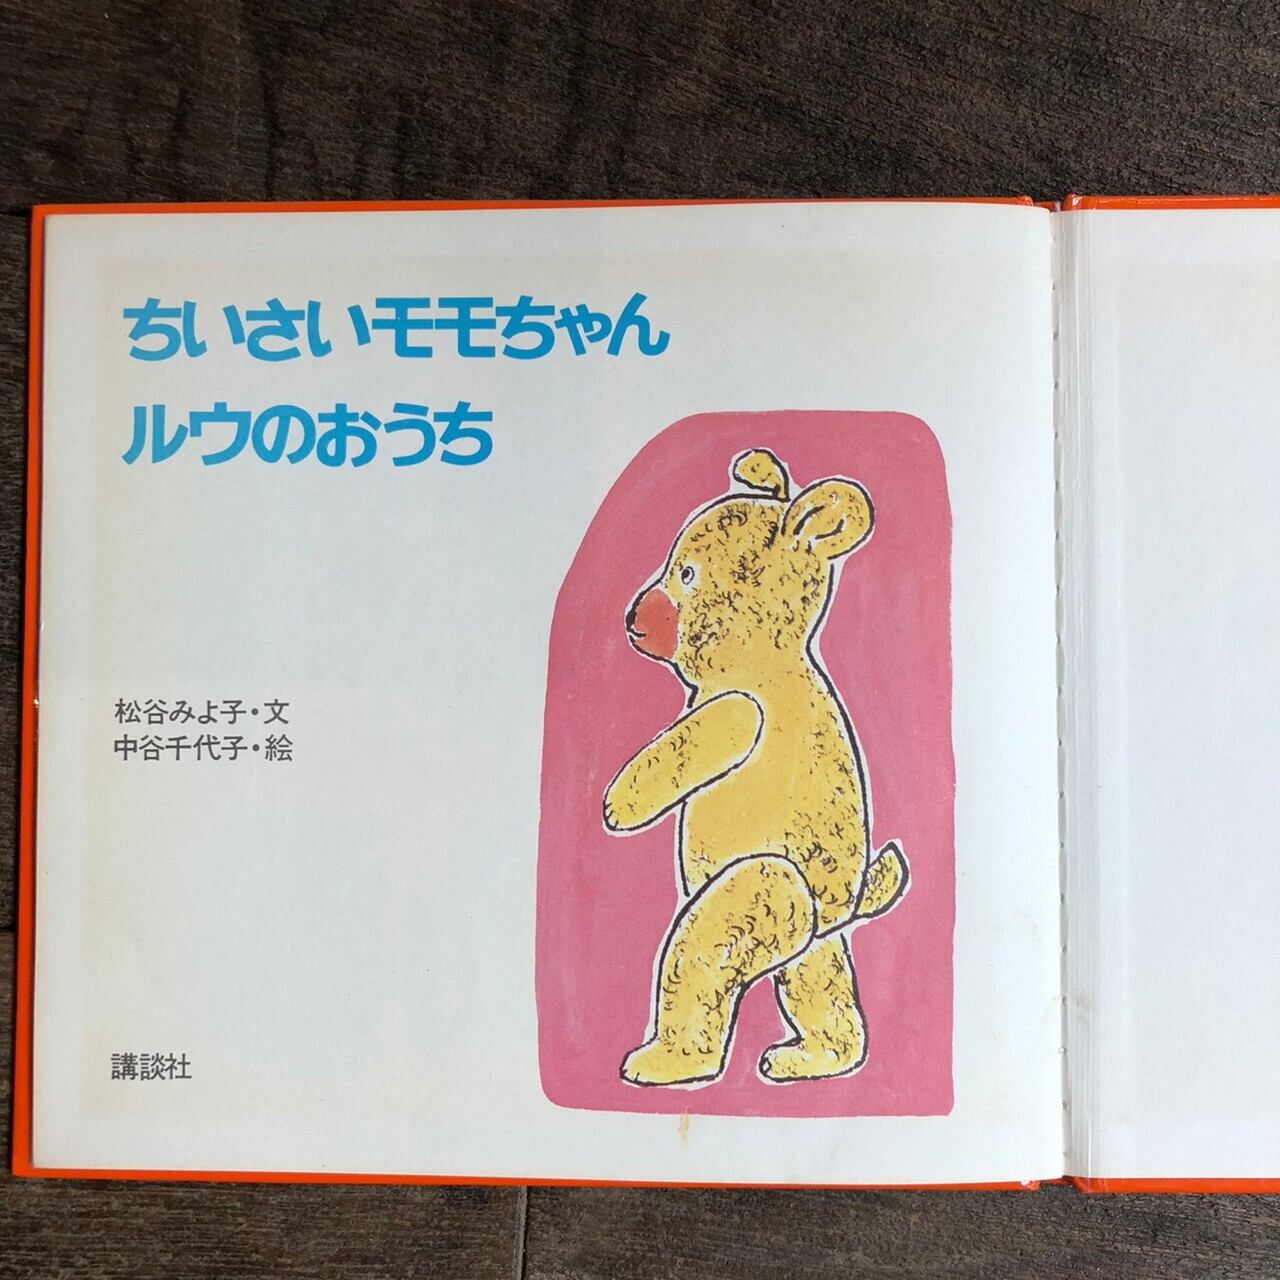 ちいさいモモちゃん
ルウのおうち
松谷みよ子・文
中谷千代子・絵
講談社